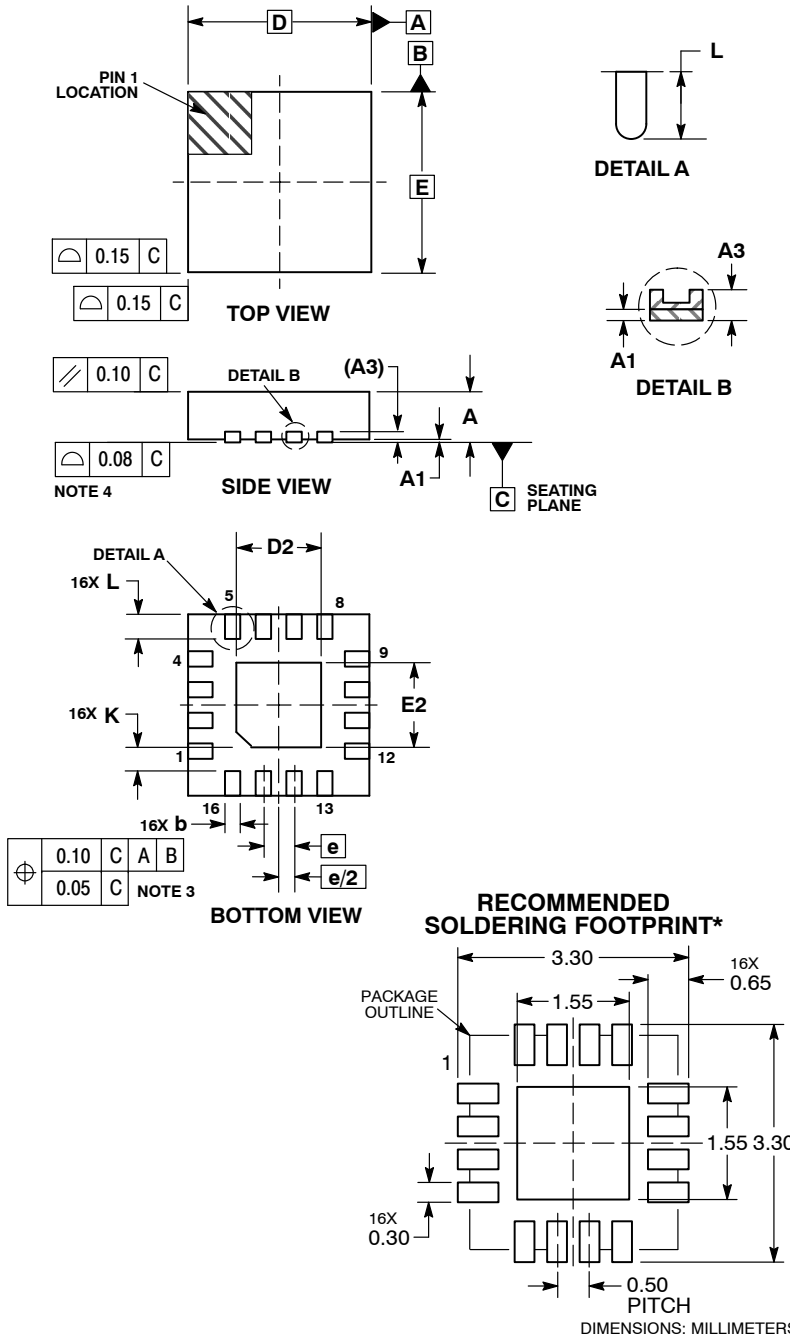 D
A
B
PIN 1
LOCATION
E
0.15 C
0.15 C
TOP VIEW
L
DETAIL A
A3
A1
DETAIL B
0.10 C
DETAIL B
(A3)
A
0.08 C
NOTE 4
SIDE VIEW
A1
C
SEATING
PLANE
DETAIL A
D2
16X L
5
8
4
9
E2
16X K
1
12
16
13
16X b
e
e/2
0.10 C A B
0.05 C NOTE 3
BOTTOM VIEW
RECOMMENDED
SOLDERING FOOTPRINT*
3.30
16X
0.65
PACKAGE
OUTLINE
1.55
1
1.55 3.30
16X
0.30
0.50
PITCH
DIMENSIONS: MILLIMETERS